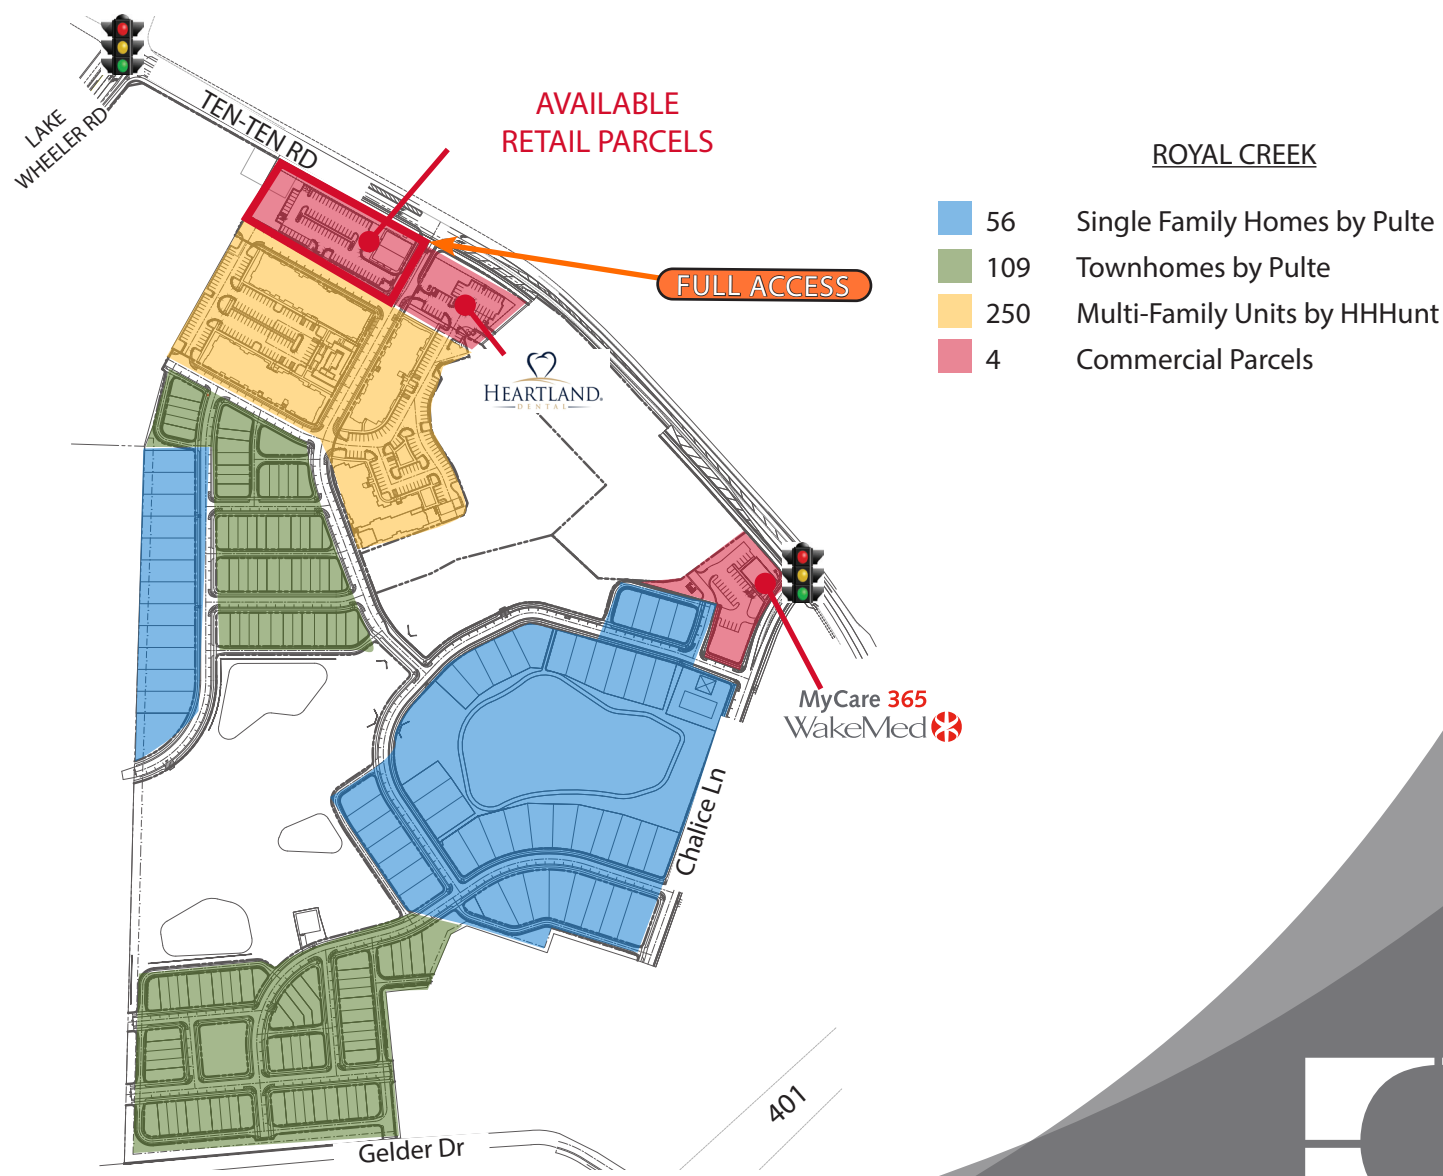 LAKE
WHEELER RD
TEN-TEN RD
AVAILABLE
RETAIL PARCELS
FULL ACCESS
HEARTLAND.
DENTAL
ROYAL CREEK
56 Single Family Homes by Pulte
109 Townhomes by Pulte
250 Multi-Family Units by HHHunt
4 Commercial Parcels
MyCare 365
WakeMed
Chalice Ln
401
Gelder Dr